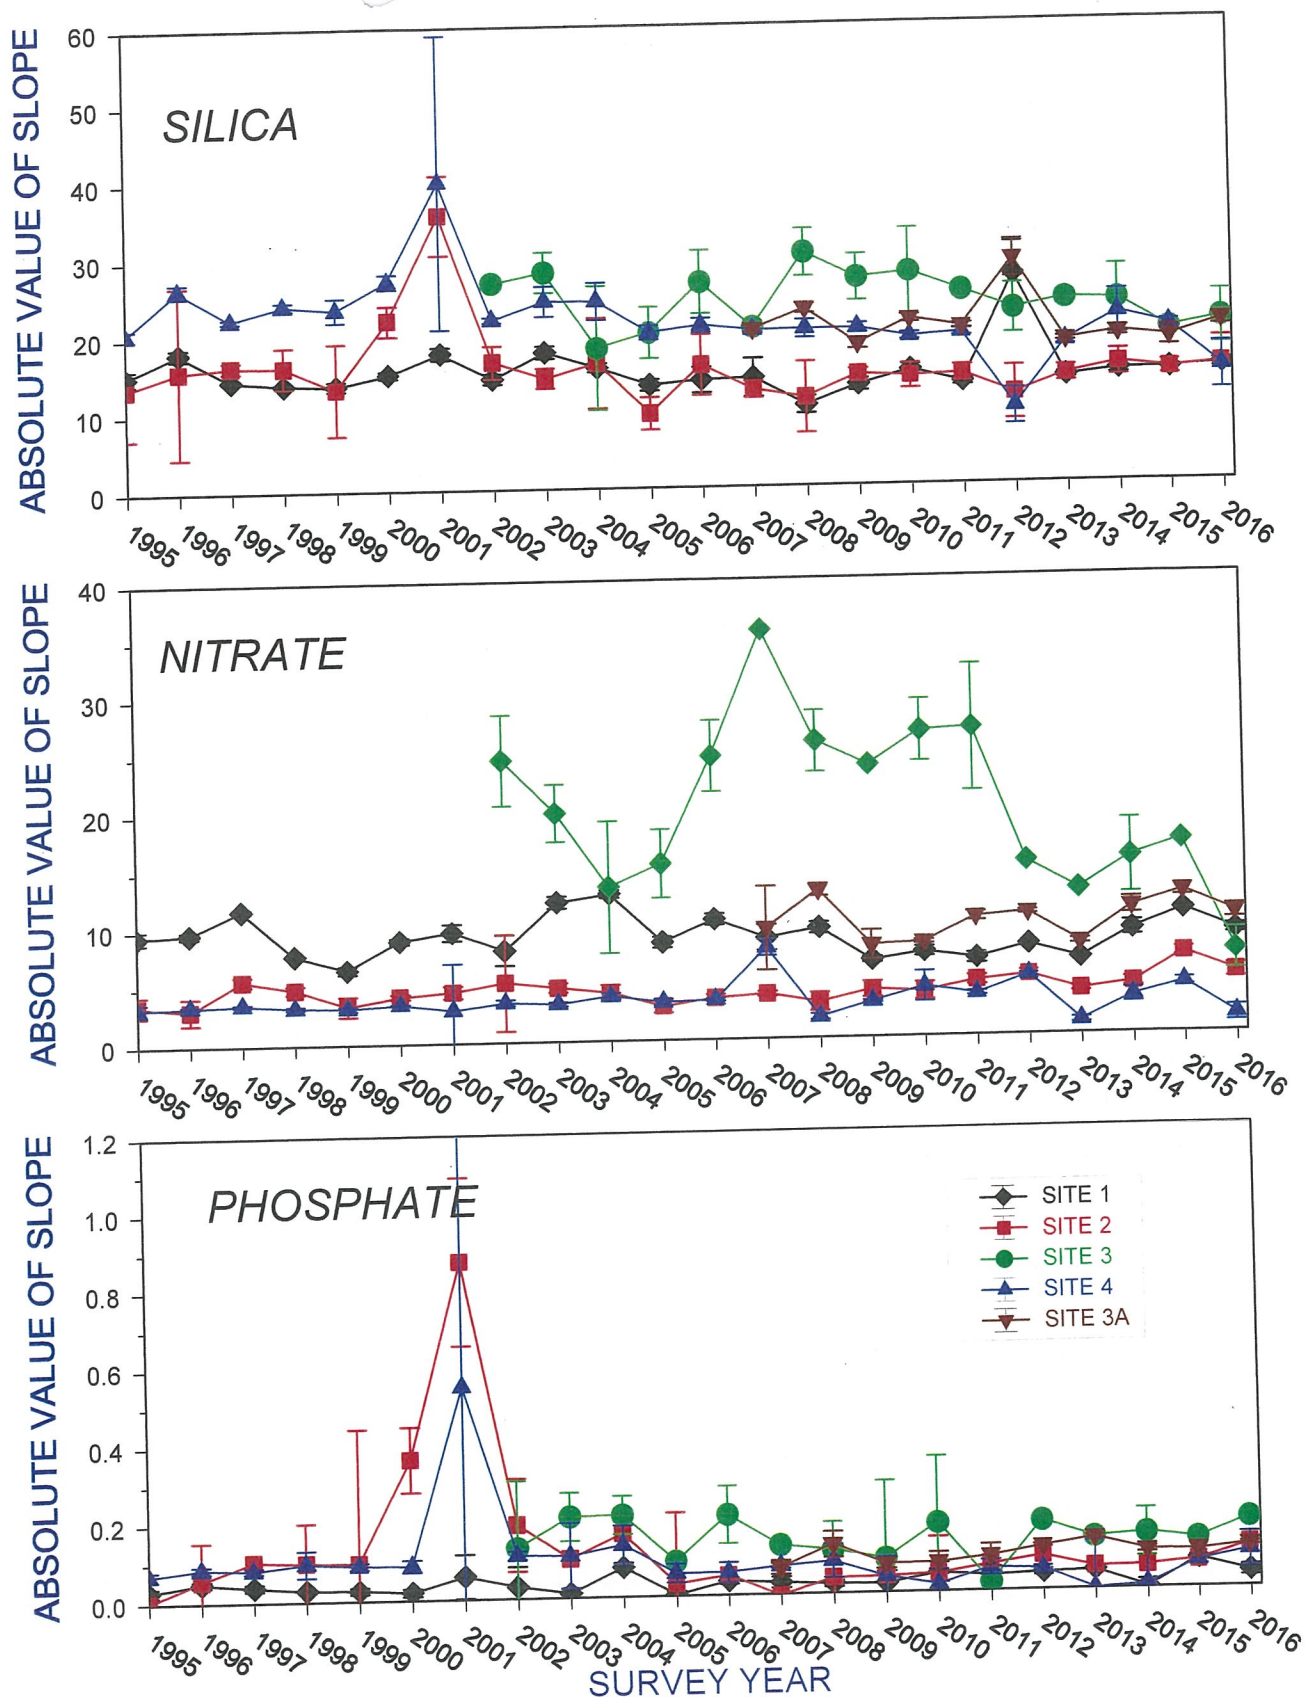 ABSOLUTE VALUE OF SLOPE
60
50
40
30
20
10
0
SILICA
1995 1996 1997 1998 1999 2000 2001 2002 2003 2004 2005 2006 2007 2008 2009 2010 2011 2012 2013 2014 2015 2016
ABSOLUTE VALUE OF SLOPE
40
30
20
10
0
NITRATE
1995 1996 1997 1998 1999 2000 2001 2002 2003 2004 2005 2006 2007 2008 2009 2010 2011 2012 2013 2014 2015 2016
ABSOLUTE VALUE OF SLOPE
1.2
1.0
0.8
0.6
0.4
0.2
0.0
PHOSPHATE
SITE 1
SITE 2
SITE 3
SITE 4
SITE 3A
1995 1996 1997 1998 1999 2000 2001 2002 2003 2004 2005 2006 2007 2008 2009 2010 2011 2012 2013 2014 2015 2016
SURVEY YEAR